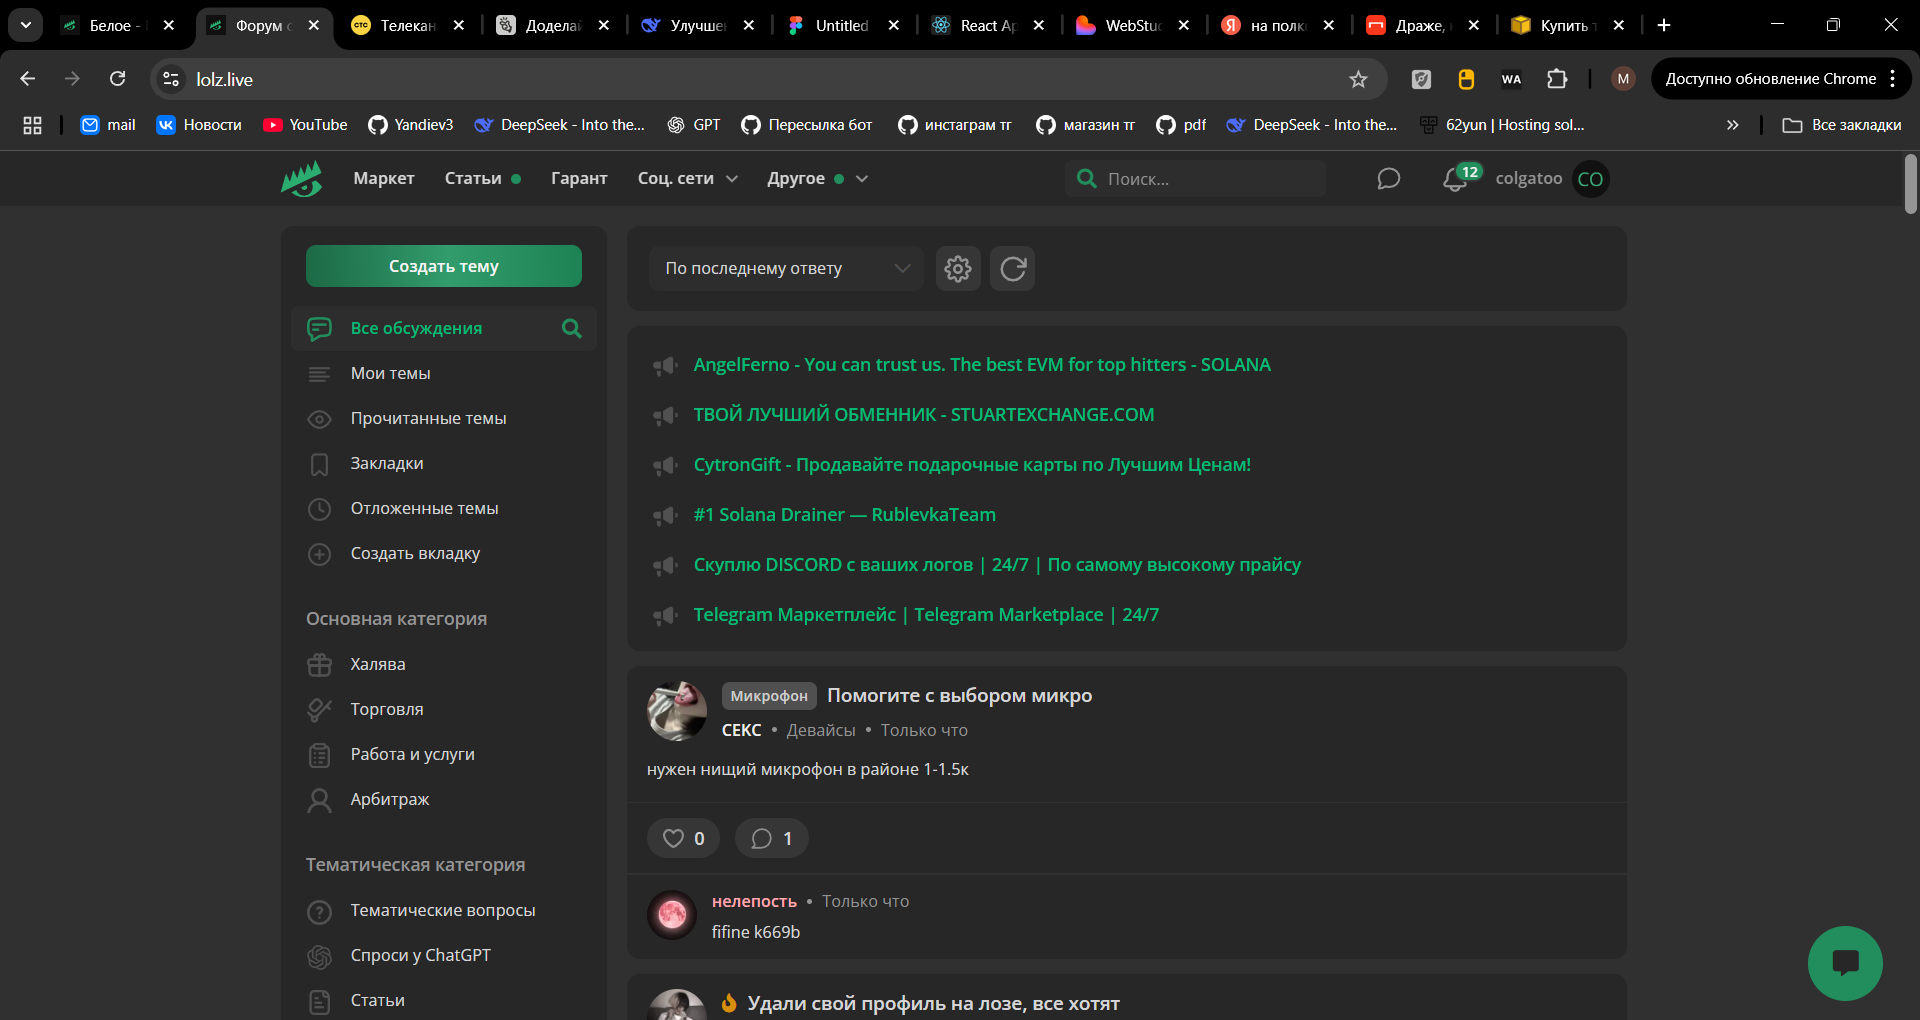 Белое -
Форум с
Телекан
Доделай
Улучшен
Untitled
React Ap
WebStud
на полк
Драже,
Купить т
lolz.live
WA
M
Доступно обновление Chrome
mail
Новости
YouTube
Yandiev3
DeepSeek - Into the...
GPT
Пересылка бот
инстаграм тг
магазин тг
pdf
DeepSeek - Into the...
62yun | Hosting sol...
Все закладки
Маркет
Статьи
Гарант
Соц. сети
Другое
Поиск...
12
colgatoo
CO
Создать тему
Все обсуждения
Мои темы
Прочитанные темы
Закладки
Отложенные темы
Создать вкладку
Основная категория
Халява
Торговля
Работа и услуги
Арбитраж
Тематическая категория
Тематические вопросы
Спроси у ChatGPT
Статьи
По последнему ответу
AngelFerno - You can trust us. The best EVM for top hitters - SOLANA
ТВОЙ ЛУЧШИЙ ОБМЕННИК - STUARTEXCHANGE.COM
CytronGift - Продавайте подарочные карты по Лучшим Ценам!
#1 Solana Drainer — RublevkaTeam
Скуплю DISCORD с ваших логов | 24/7 | По самому высокому прайсу
Telegram Маркетплейс | Telegram Marketplace | 24/7
Микрофон Помогите с выбором микро
СЕКС • Девайсы • Только что
нужен нищий микрофон в районе 1-1.5к
0 1
нелепость • Только что
fifine k669b
Удали свой профиль на лозе, все хотят